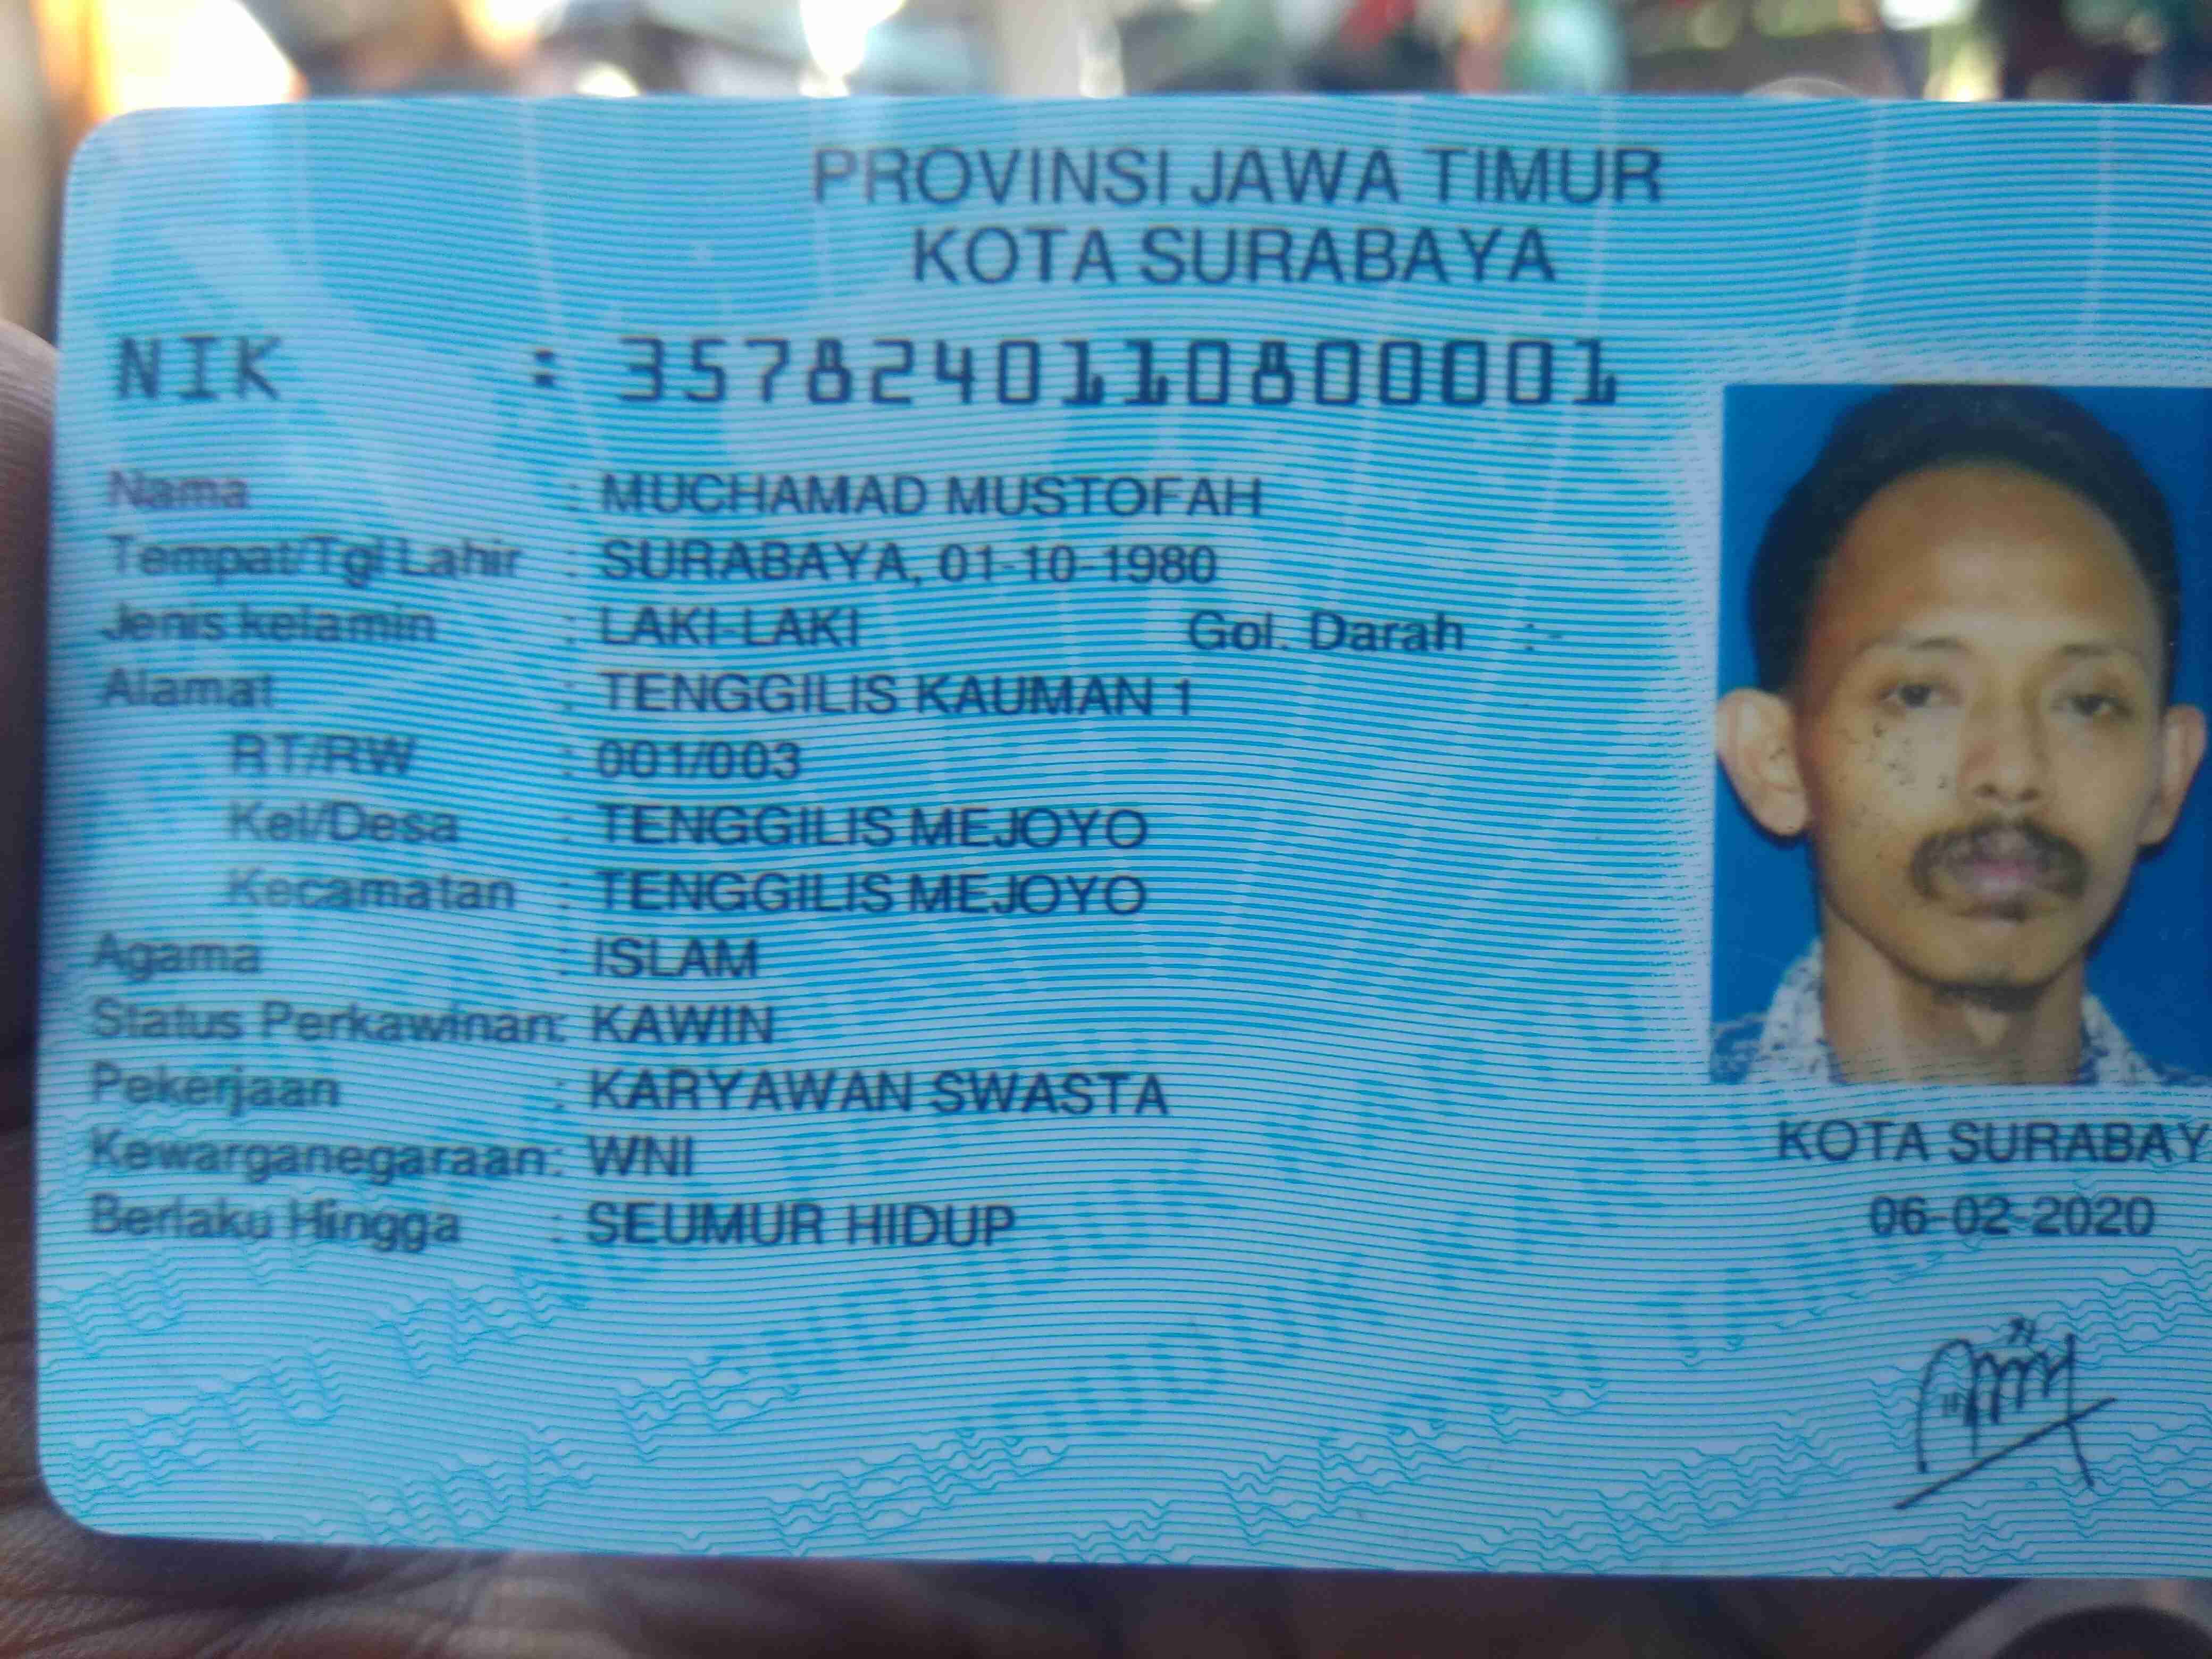 PROVINSI JAWA TIMUR
KOTA SURABAYA
NIK : 3578240110800001
Nama : MUCHAMAD MUSTOFAH
Tempat/Tgl Lahir : SURABAYA, 01-10-1980
Jenis kelamin : LAKI-LAKI Gol. Darah : -
Alamat : TENGGILIS KAUMAN 1
RT/RW : 001/003
Kel/Desa : TENGGILIS MEJOYO
Kecamatan : TENGGILIS MEJOYO
Agama : ISLAM
Status Perkawinan: KAWIN
Pekerjaan : KARYAWAN SWASTA
Kewarganegaraan: WNI
Berlaku Hingga : SEUMUR HIDUP
KOTA SURABAY
06-02-2020